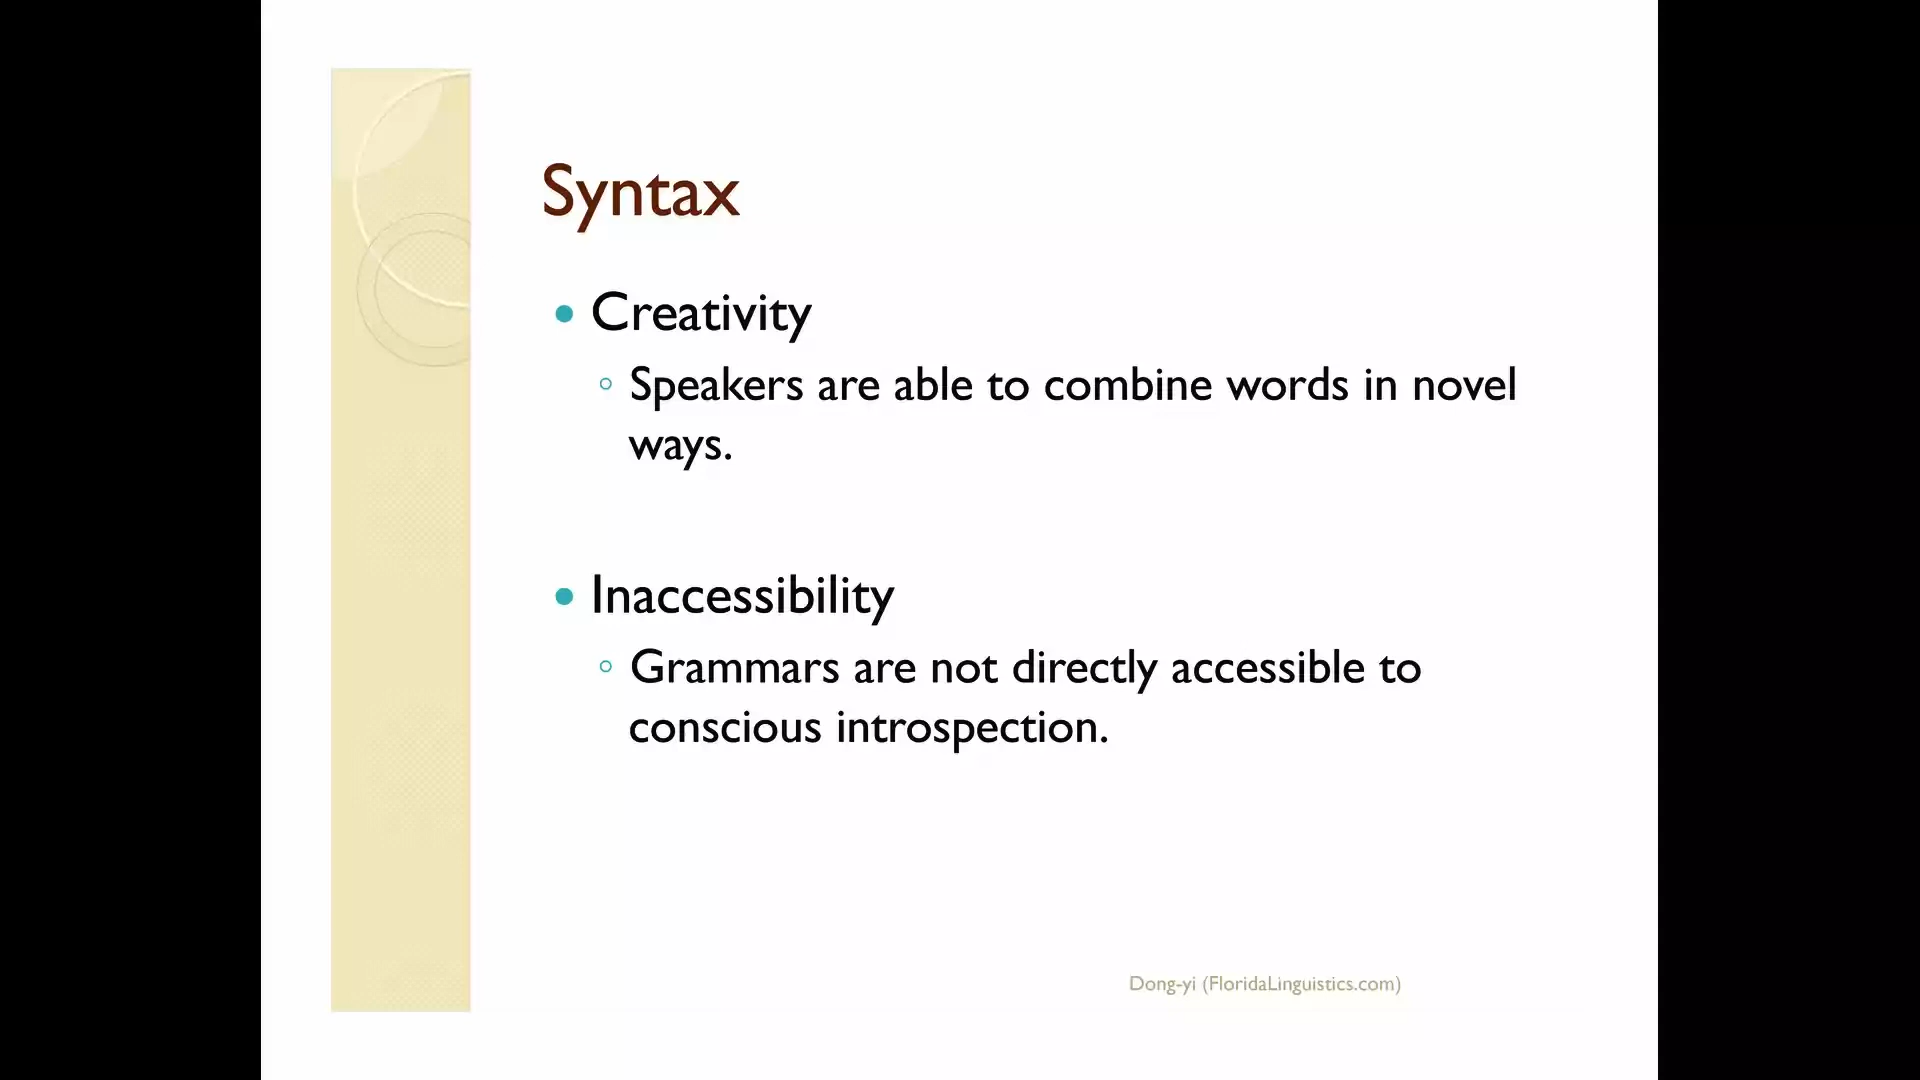 Syntax
• Creativity
◦ Speakers are able to combine words in novel
ways.
• Inaccessibility
◦ Grammars are not directly accessible to
conscious introspection.
Dong-yi (FloridaLinguistics.com)